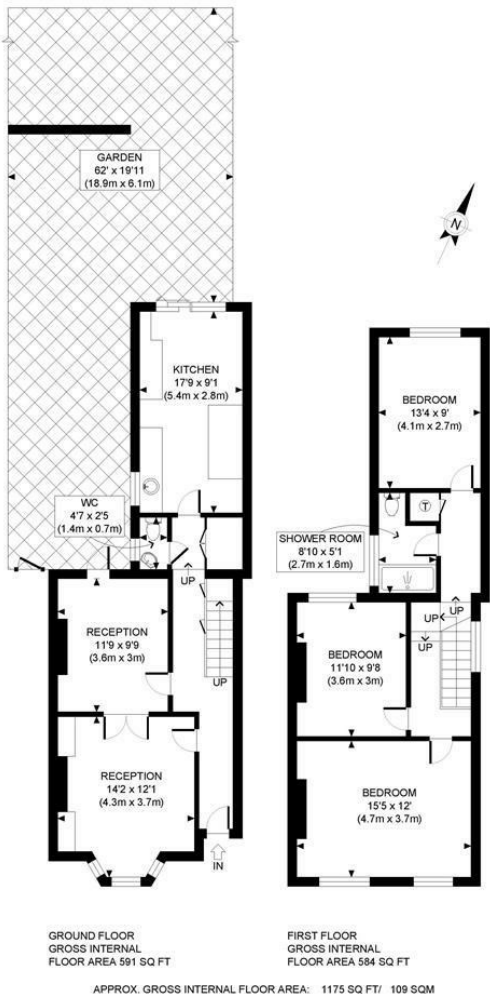 GARDEN
62' x 19'11
(18.9m x 6.1m)
N
KITCHEN
17'9 x 9'1
(5.4m x 2.8m)
WC
4'7 x 2'5
(1.4m x 0.7m)
UP
RECEPTION
11'9 x 9'9
(3.6m x 3m)
UP
RECEPTION
14'2 x 12'1
(4.3m x 3.7m)
IN
BEDROOM
13'4 x 9'
(4.1m x 2.7m)
T
SHOWER ROOM
8'10 x 5'1
(2.7m x 1.6m)
UP
UP
UP
BEDROOM
11'10 x 9'8
(3.6m x 3m)
BEDROOM
15'5 x 12'
(4.7m x 3.7m)
GROUND FLOOR
GROSS INTERNAL
FLOOR AREA 591 SQ FT
FIRST FLOOR
GROSS INTERNAL
FLOOR AREA 584 SQ FT
APPROX. GROSS INTERNAL FLOOR AREA: 1175 SQ FT/ 109 SQM